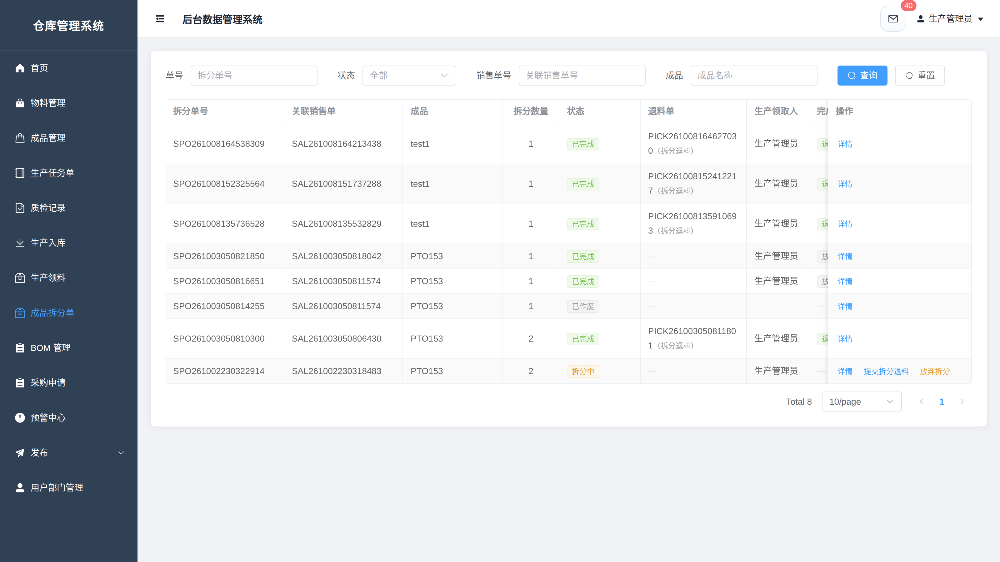 仓库管理系统
后台数据管理系统
40
生产管理员
首页
物料管理
成品管理
生产任务单
质检记录
生产入库
生产领料
成品拆分单
BOM 管理
采购申请
预警中心
发布
用户部门管理
单号 拆分单号 状态 全部 销售单号 关联销售单号 成品 成品名称 查询 重置
拆分单号 关联销售单 成品 拆分数量 状态 退料单 生产领取人 完成 操作
SPO261008164538309 SAL261008164213438 test1 1 已完成 PICK26100816462703 生产管理员 退 详情
0（拆分退料）
SPO261008152325564 SAL261008151737288 test1 1 已完成 PICK26100815241221 生产管理员 退 详情
7（拆分退料）
SPO261008135736528 SAL261008135532829 test1 1 已完成 PICK26100813591069 生产管理员 退 详情
3（拆分退料）
SPO261003050821850 SAL261003050818042 PTO153 1 已完成 — 生产管理员 放 详情
SPO261003050816651 SAL261003050811574 PTO153 1 已完成 — 生产管理员 放 详情
SPO261003050814255 SAL261003050811574 PTO153 1 已作废 — — 详情
SPO261003050810300 SAL261003050806430 PTO153 2 已完成 PICK26100305081180 生产管理员 退 详情
1（拆分退料）
SPO261002230322914 SAL261002230318483 PTO153 2 拆分中 — 生产管理员 — 详情 提交拆分退料 放弃拆分
Total 8 10/page 1